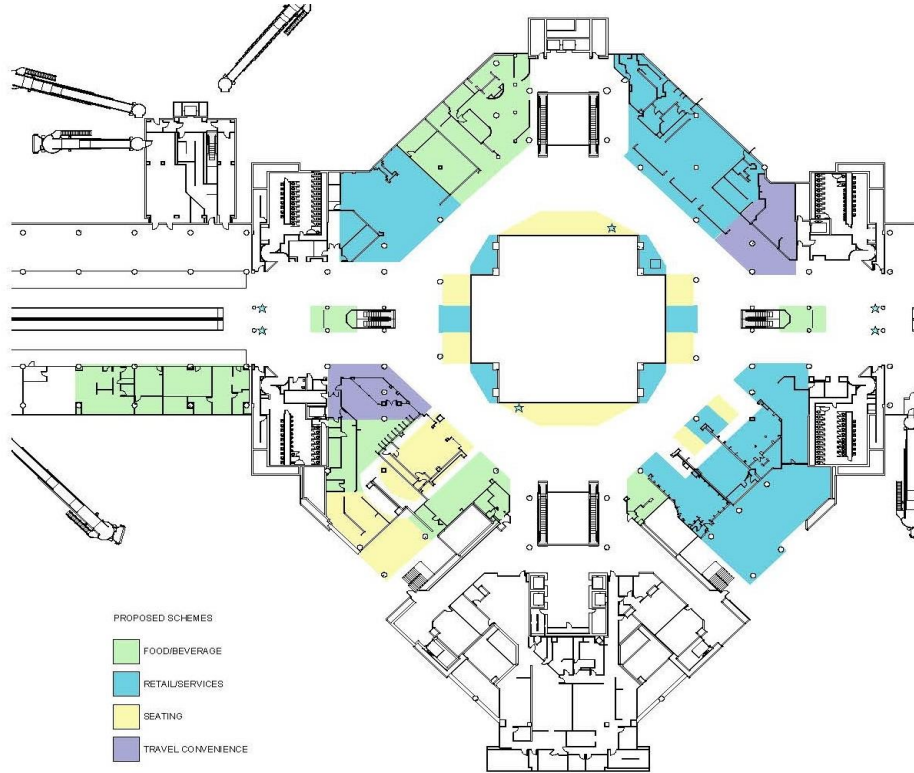 PROPOSED SCHEMES
FOOD/BEVERAGE
RETAIL/SERVICES
SEATING
TRAVEL CONVENIENCE